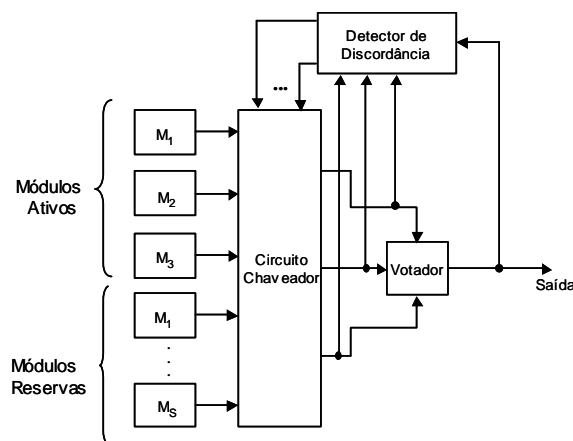 Detector de
Discordância
...
M1
Módulos
Ativos
M2
M3
Circuito
Chaveador
Votador
Saída
M1
Módulos
Reservas
MS